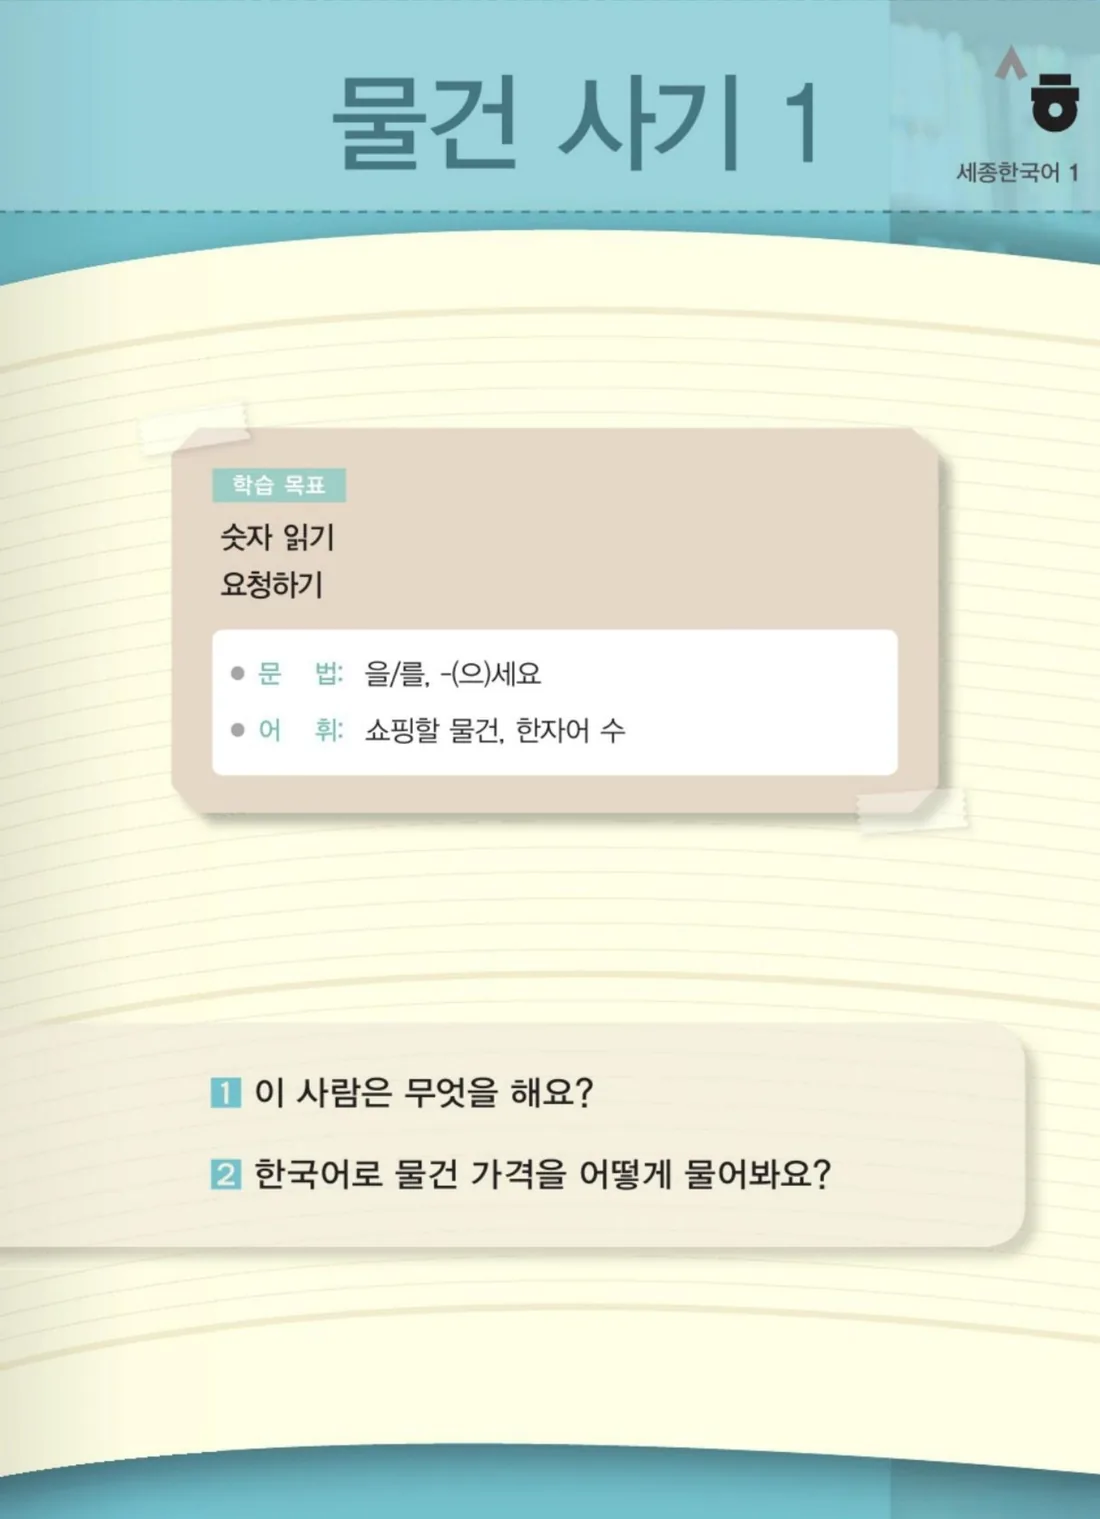 물건 사기 1
세종한국어 1
학습 목표
숫자 읽기
요청하기
● 문 법: 을/를, -(으)세요
● 어 휘: 쇼핑할 물건, 한자어 수
1 이 사람은 무엇을 해요?
2 한국어로 물건 가격을 어떻게 물어봐요?